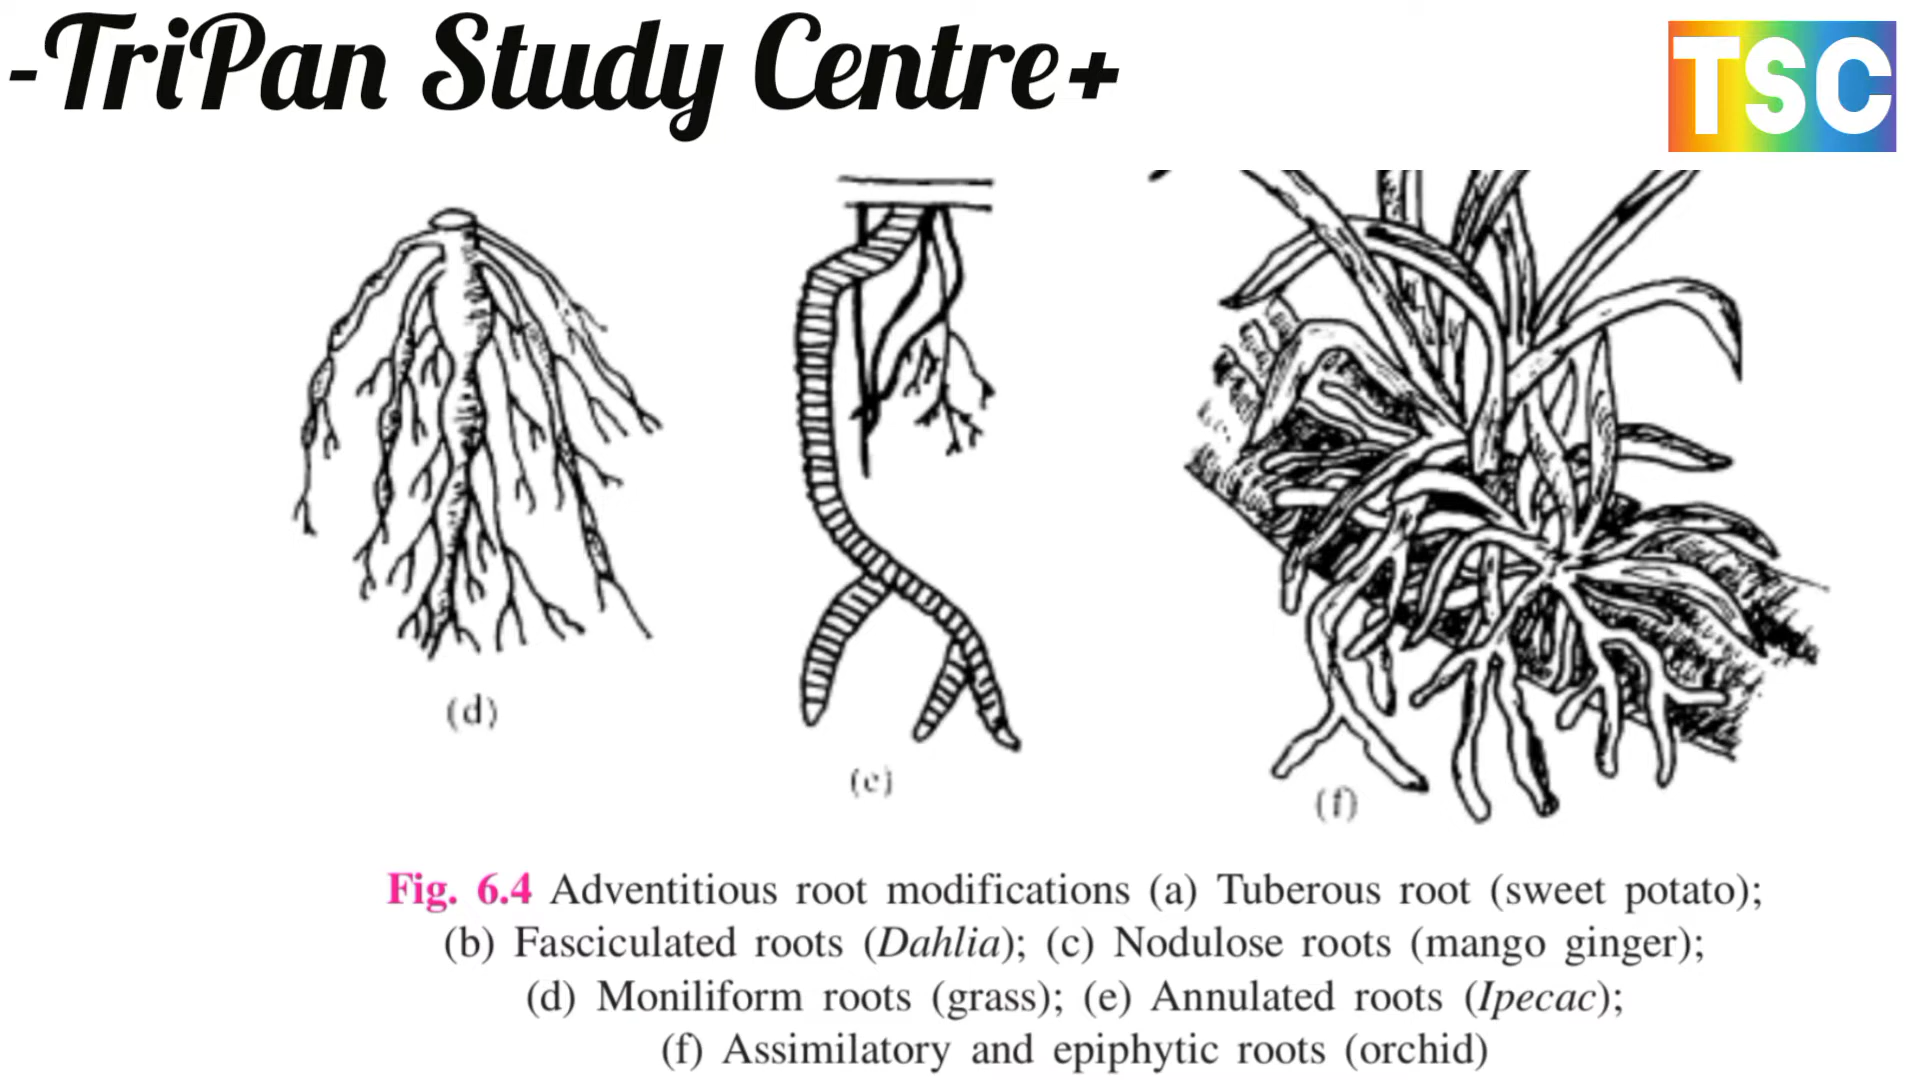 -TriPan Study Centre+
TSC
(d)
(e)
(f)
Fig. 6.4 Adventitious root modifications (a) Tuberous root (sweet potato);
(b) Fasciculated roots (Dahlia); (c) Nodulose roots (mango ginger);
(d) Moniliform roots (grass); (e) Annulated roots (Ipecac);
(f) Assimilatory and epiphytic roots (orchid)